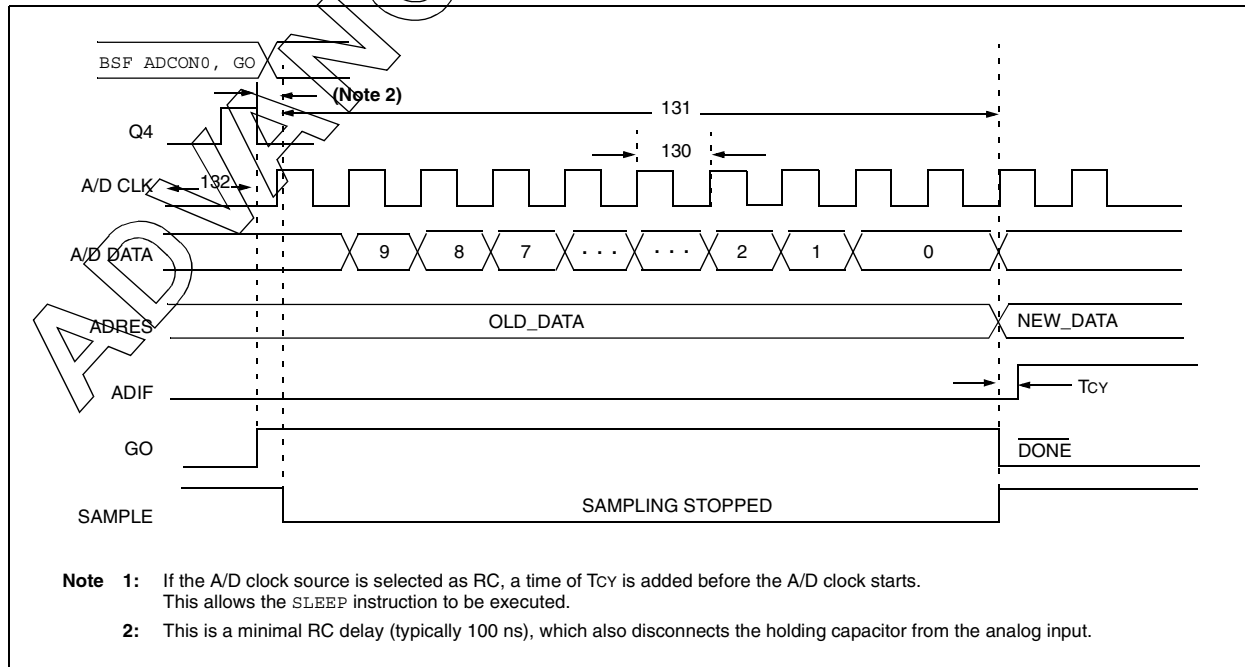 BSF ADCON0, GO
(Note 2)
131
Q4
130
A/D CLK
132
A/D DATA
9 8 7 . . . . . . 2 1 0
ADRES
OLD_DATA
NEW_DATA
ADIF
TCY
GO
DONE
SAMPLE
SAMPLING STOPPED
Note 1: If the A/D clock source is selected as RC, a time of TCY is added before the A/D clock starts.
This allows the SLEEP instruction to be executed.
2: This is a minimal RC delay (typically 100 ns), which also disconnects the holding capacitor from the analog input.
ADVANC